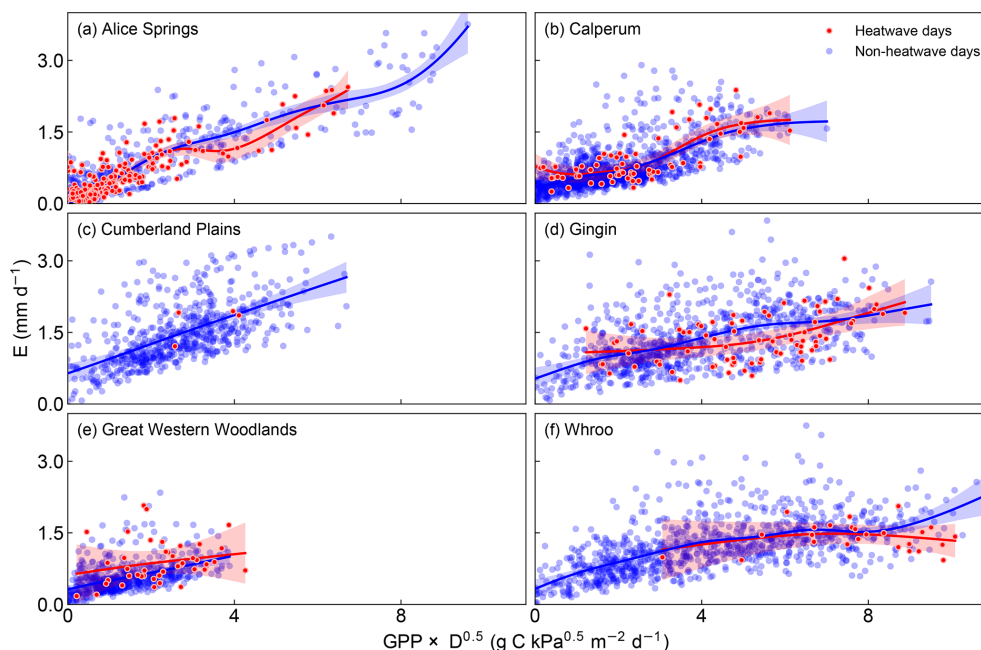 (a) Alice Springs
(b) Calperum
Heatwave days
Non-heatwave days
3.0
1.5
0.0
(c) Cumberland Plains
(d) Gingin
3.0
1.5
0.0
E (mm d⁻¹)
(e) Great Western Woodlands
(f) Whroo
3.0
1.5
0.0
0 4 8 0 4 8
GPP × D⁰·⁵ (g C kPa⁰·⁵ m⁻² d⁻¹)